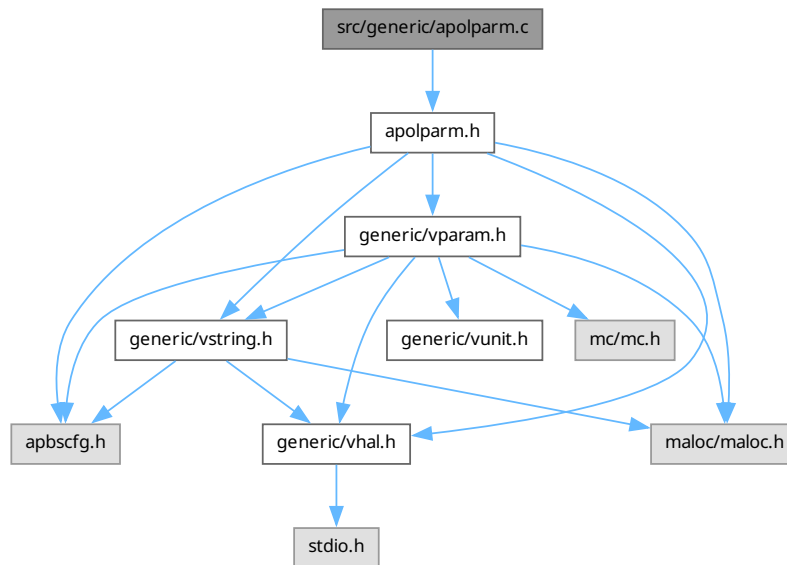 src/generic/apolparm.c
apolparm.h
generic/vparam.h
generic/vstring.h
generic/vunit.h
mc/mc.h
apbscfg.h
generic/vhal.h
maloc/maloc.h
stdio.h